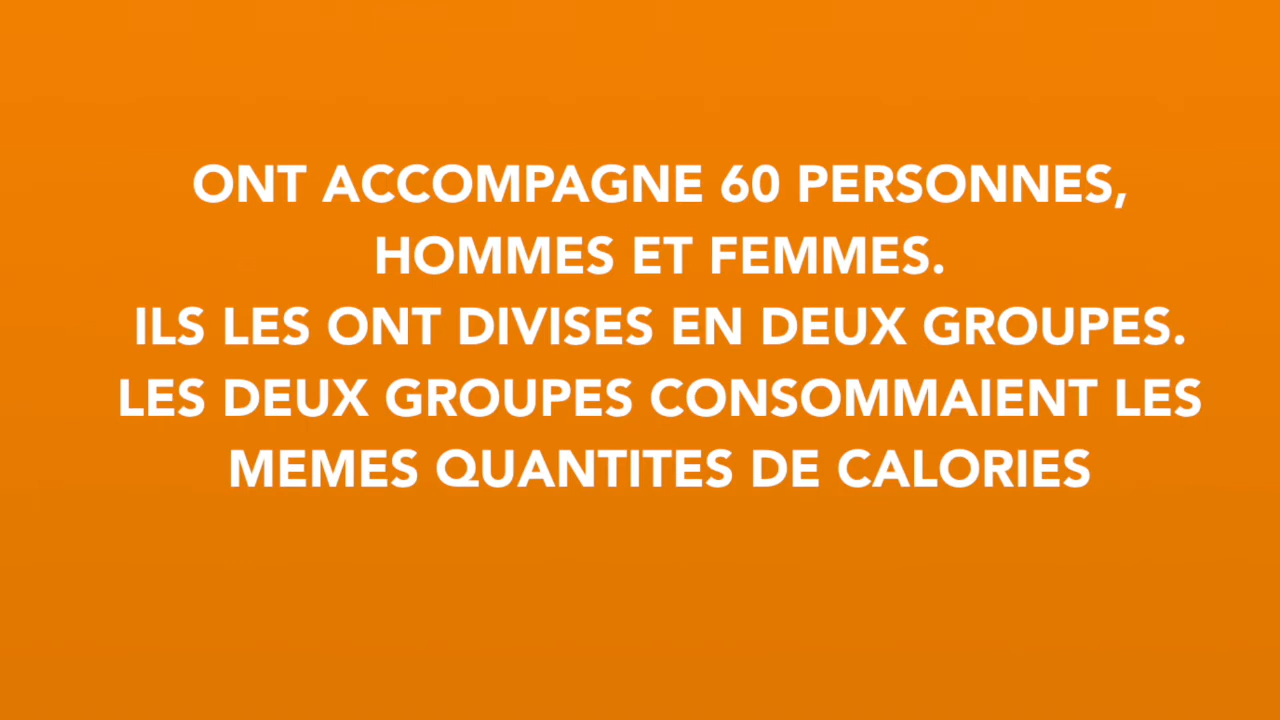 ONT ACCOMPAGNE 60 PERSONNES,
HOMMES ET FEMMES.
ILS LES ONT DIVISES EN DEUX GROUPES.
LES DEUX GROUPES CONSOMMAIENT LES
MEMES QUANTITES DE CALORIES